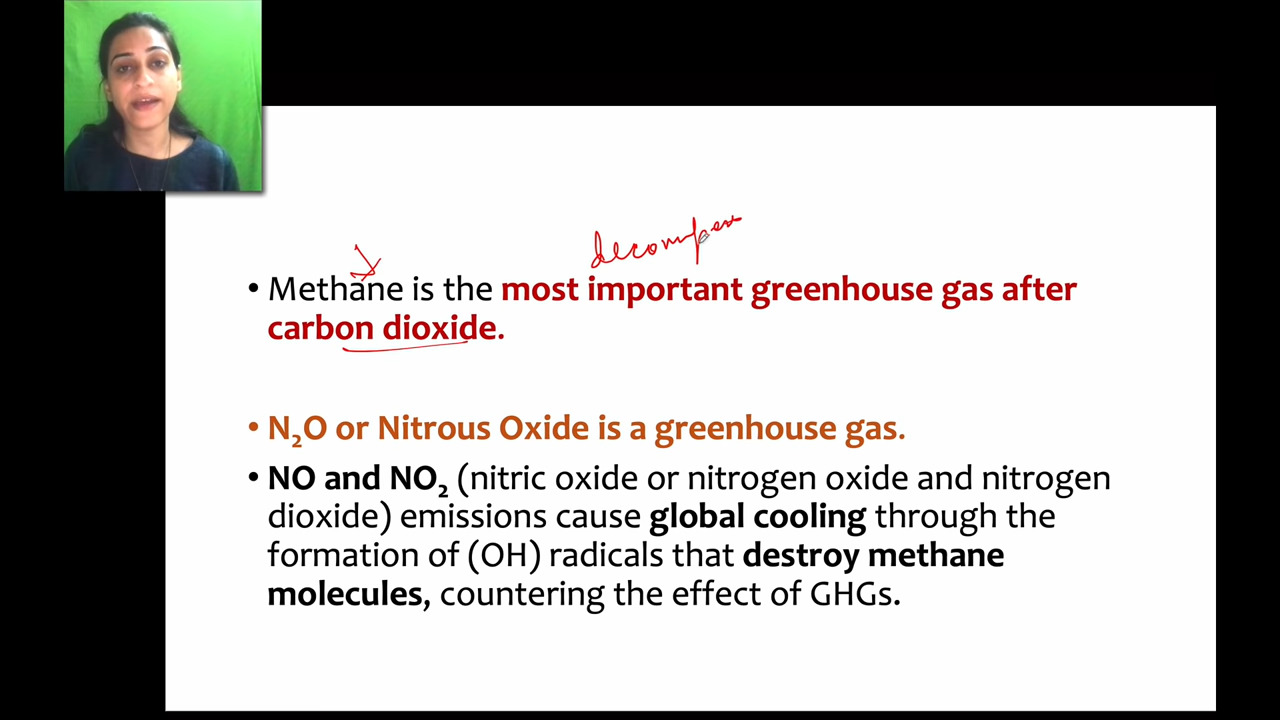 • Methane is the most important greenhouse gas after
carbon dioxide.
• N₂O or Nitrous Oxide is a greenhouse gas.
• NO and NO₂ (nitric oxide or nitrogen oxide and nitrogen
dioxide) emissions cause global cooling through the
formation of (OH) radicals that destroy methane
molecules, countering the effect of GHGs.